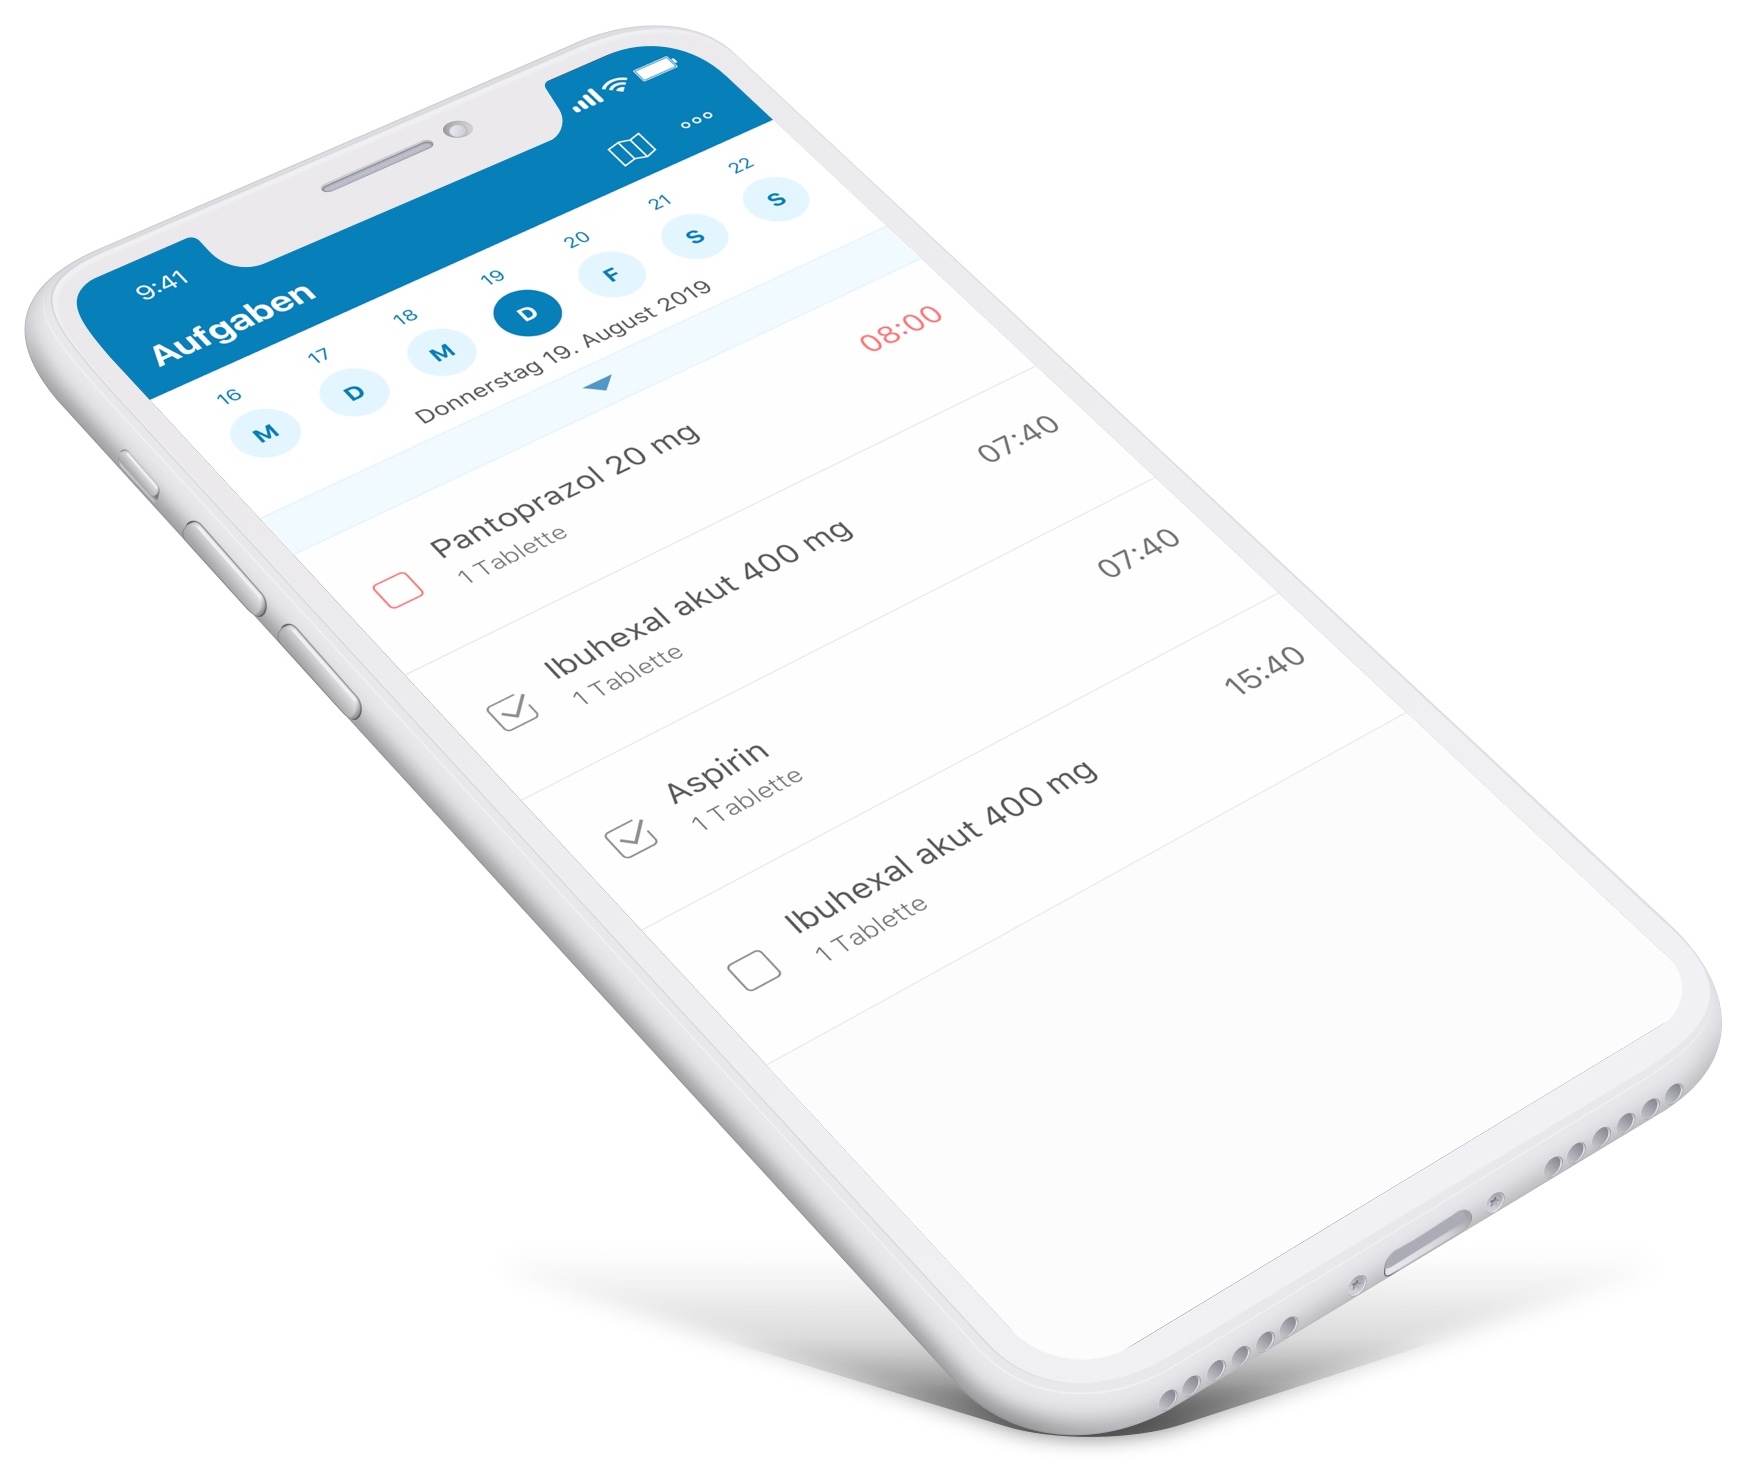 9:41
Aufgaben
16 17 18 19 20 21 22
M D M D F S S
Donnerstag 19. August 2019
Pantoprazol 20 mg 08:00
1 Tablette
Ibuhexal akut 400 mg 07:40
1 Tablette
Aspirin 07:40
1 Tablette
Ibuhexal akut 400 mg 15:40
1 Tablette